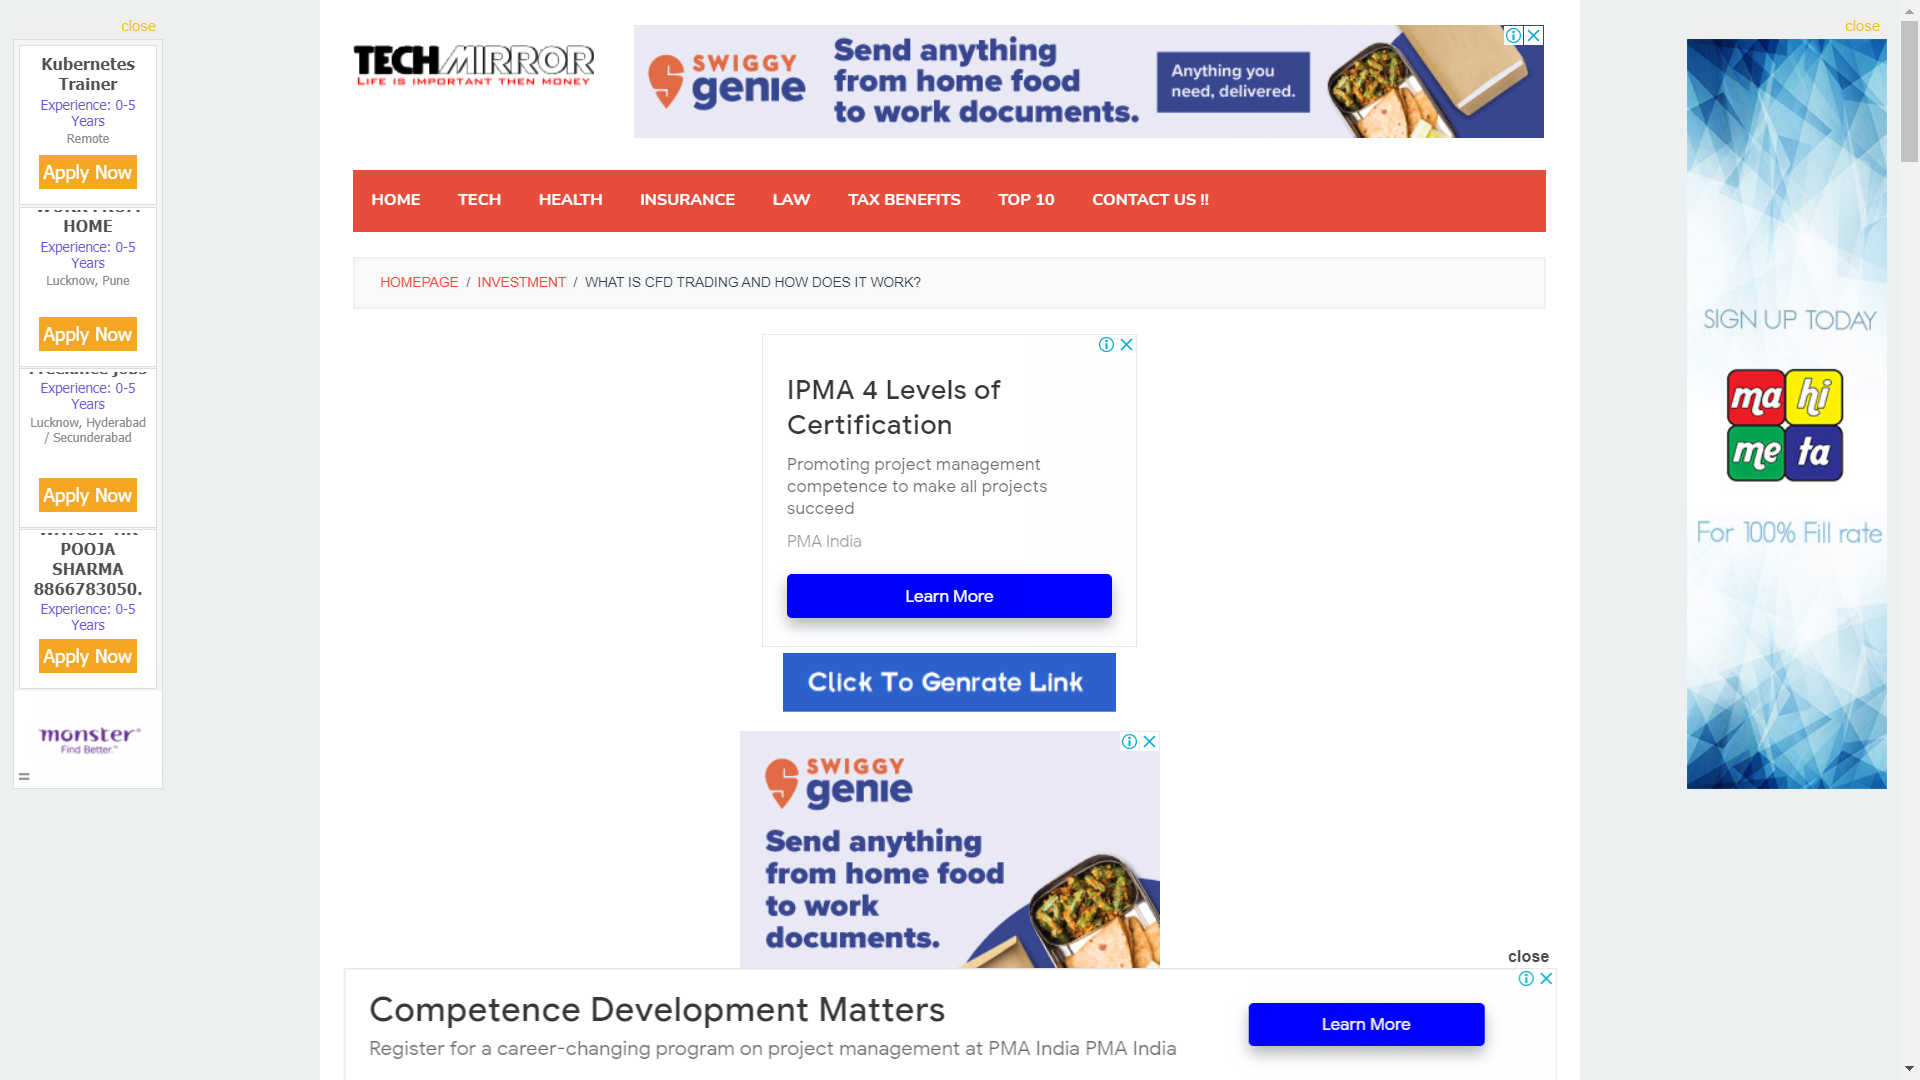 close
Kubernetes
Trainer
Experience: 0-5
Years
Remote
Apply Now
HOME
Experience: 0-5
Years
Lucknow, Pune
Apply Now
Experience: 0-5
Years
Lucknow, Hyderabad
/ Secunderabad
Apply Now
POOJA
SHARMA
8866783050.
Experience: 0-5
Years
Apply Now
monster
Find Better.™
TECHMIRROR
LIFE IS IMPORTANT THEN MONEY
SWIGGY
genie
Send anything
from home food
to work documents.
Anything you
need, delivered.
HOME TECH HEALTH INSURANCE LAW TAX BENEFITS TOP 10 CONTACT US !!
HOMEPAGE / INVESTMENT / WHAT IS CFD TRADING AND HOW DOES IT WORK?
IPMA 4 Levels of
Certification
Promoting project management
competence to make all projects
succeed
PMA India
Learn More
Click To Genrate Link
SWIGGY
genie
Send anything
from home food
to work
documents.
close
Competence Development Matters
Register for a career-changing program on project management at PMA India PMA India
Learn More
close
SIGN UP TODAY
ma hi
me ta
For 100% Fill rate